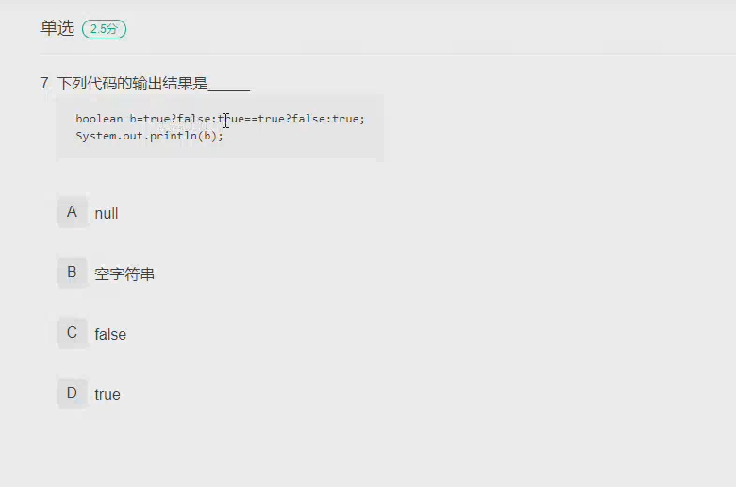 单选 2.5分
7 下列代码的输出结果是_____
boolean b=true?false:true==true?false:true;
System.out.println(b);
A null
B 空字符串
C false
D true